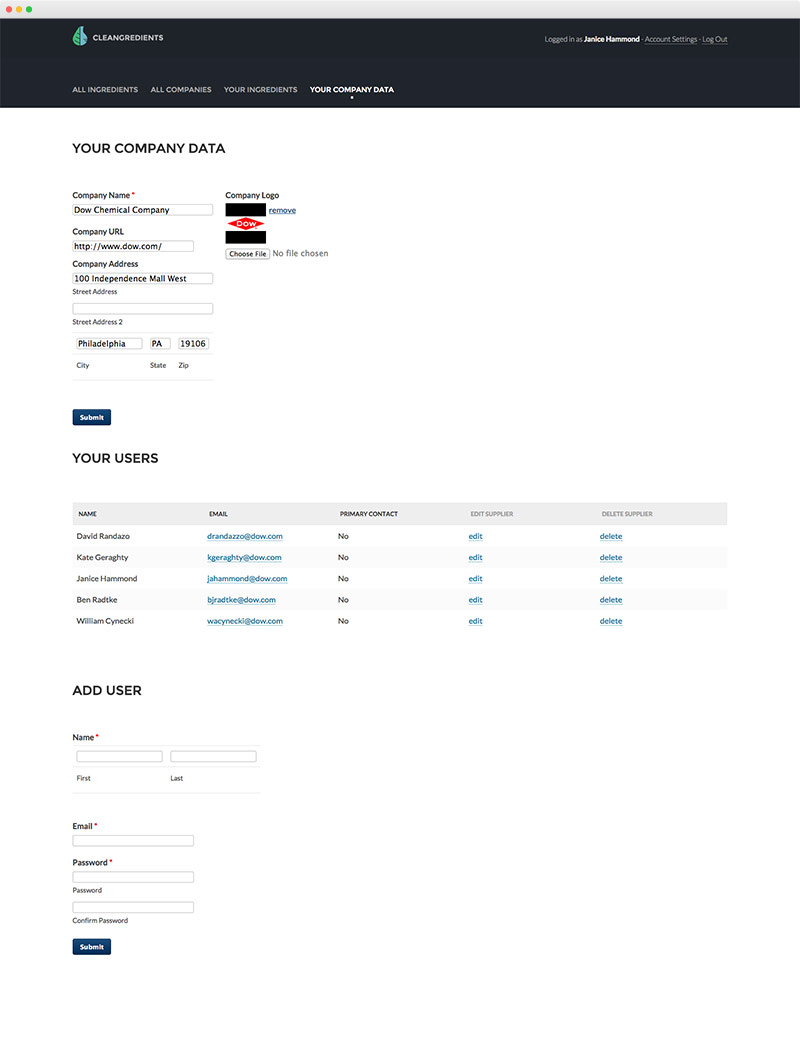 CLEANGREDIENTS
Logged in as Janice Hammond - Account Settings - Log Out
ALL INGREDIENTS ALL COMPANIES YOUR INGREDIENTS YOUR COMPANY DATA
YOUR COMPANY DATA
Company Name *
Dow Chemical Company
Company URL
http://www.dow.com/
Company Address
100 Independence Mall West
Street Address
Street Address 2
Philadelphia PA 19106
City State Zip
Company Logo
remove
Dow
Choose File No file chosen
Submit
YOUR USERS
NAME EMAIL PRIMARY CONTACT EDIT SUPPLIER DELETE SUPPLIER
David Randazo drandazzo@dow.com No edit delete
Kate Geraghty kgeraghty@dow.com No edit delete
Janice Hammond jahammond@dow.com No edit delete
Ben Radtke bjradtke@dow.com No edit delete
William Cynecki wacynecki@dow.com No edit delete
ADD USER
Name *
First Last
Email *
Password *
Password
Confirm Password
Submit